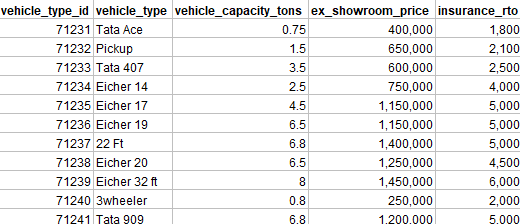 vehicle_type_id vehicle_type vehicle_capacity_tons ex_showroom_price insurance_rto
71231 Tata Ace 0.75 400,000 1,800
71232 Pickup 1.5 650,000 2,100
71233 Tata 407 3.5 600,000 2,500
71234 Eicher 14 2.5 750,000 4,000
71235 Eicher 17 4.5 1,150,000 5,000
71236 Eicher 19 6.5 1,150,000 5,000
71237 22 Ft 6.8 1,400,000 5,000
71238 Eicher 20 6.5 1,250,000 4,500
71239 Eicher 32 ft 8 1,450,000 6,000
71240 3wheeler 0.8 250,000 2,000
71241 Tata 909 6.8 1,200,000 5,000